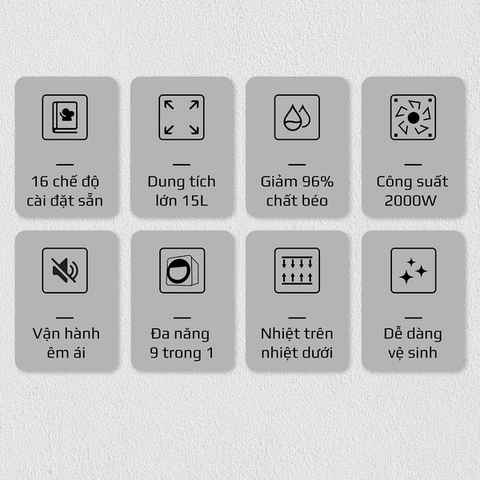 16 chế độ
cài đặt sẵn
Dung tích
lớn 15L
Giảm 96%
chất béo
Công suất
2000W
Vận hành
êm ái
Đa năng
9 trong 1
Nhiệt trên
nhiệt dưới
Dễ dàng
vệ sinh